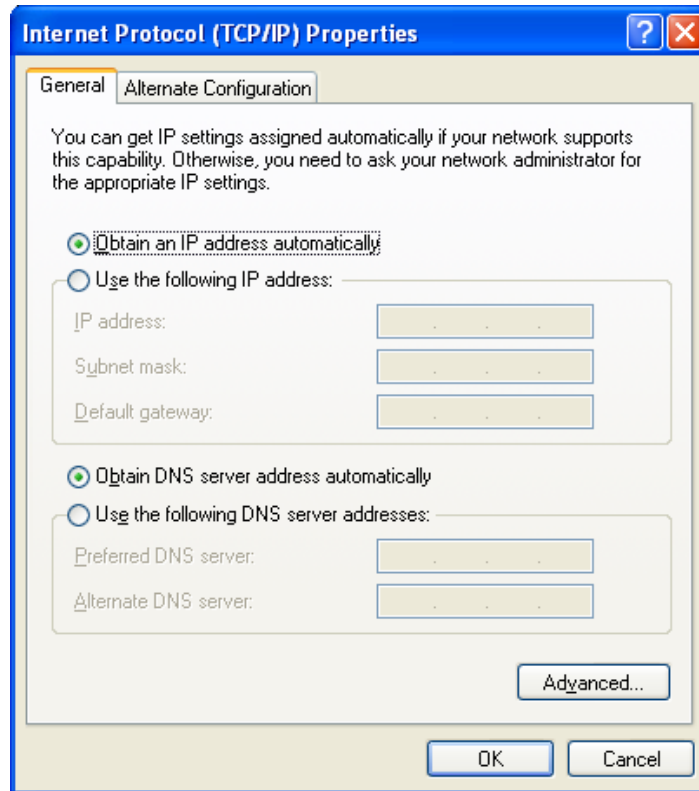 Internet Protocol (TCP/IP) Properties
General
Alternate Configuration
You can get IP settings assigned automatically if your network supports
this capability. Otherwise, you need to ask your network administrator for
the appropriate IP settings.
Obtain an IP address automatically
Use the following IP address:
IP address:
Subnet mask:
Default gateway:
Obtain DNS server address automatically
Use the following DNS server addresses:
Preferred DNS server:
Alternate DNS server:
Advanced...
OK
Cancel